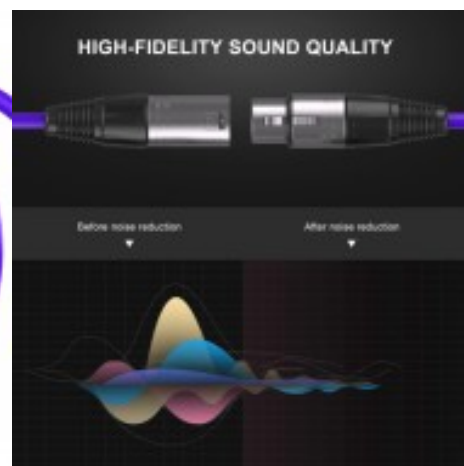 HIGH-FIDELITY SOUND QUALITY
Before noise reduction
After noise reduction